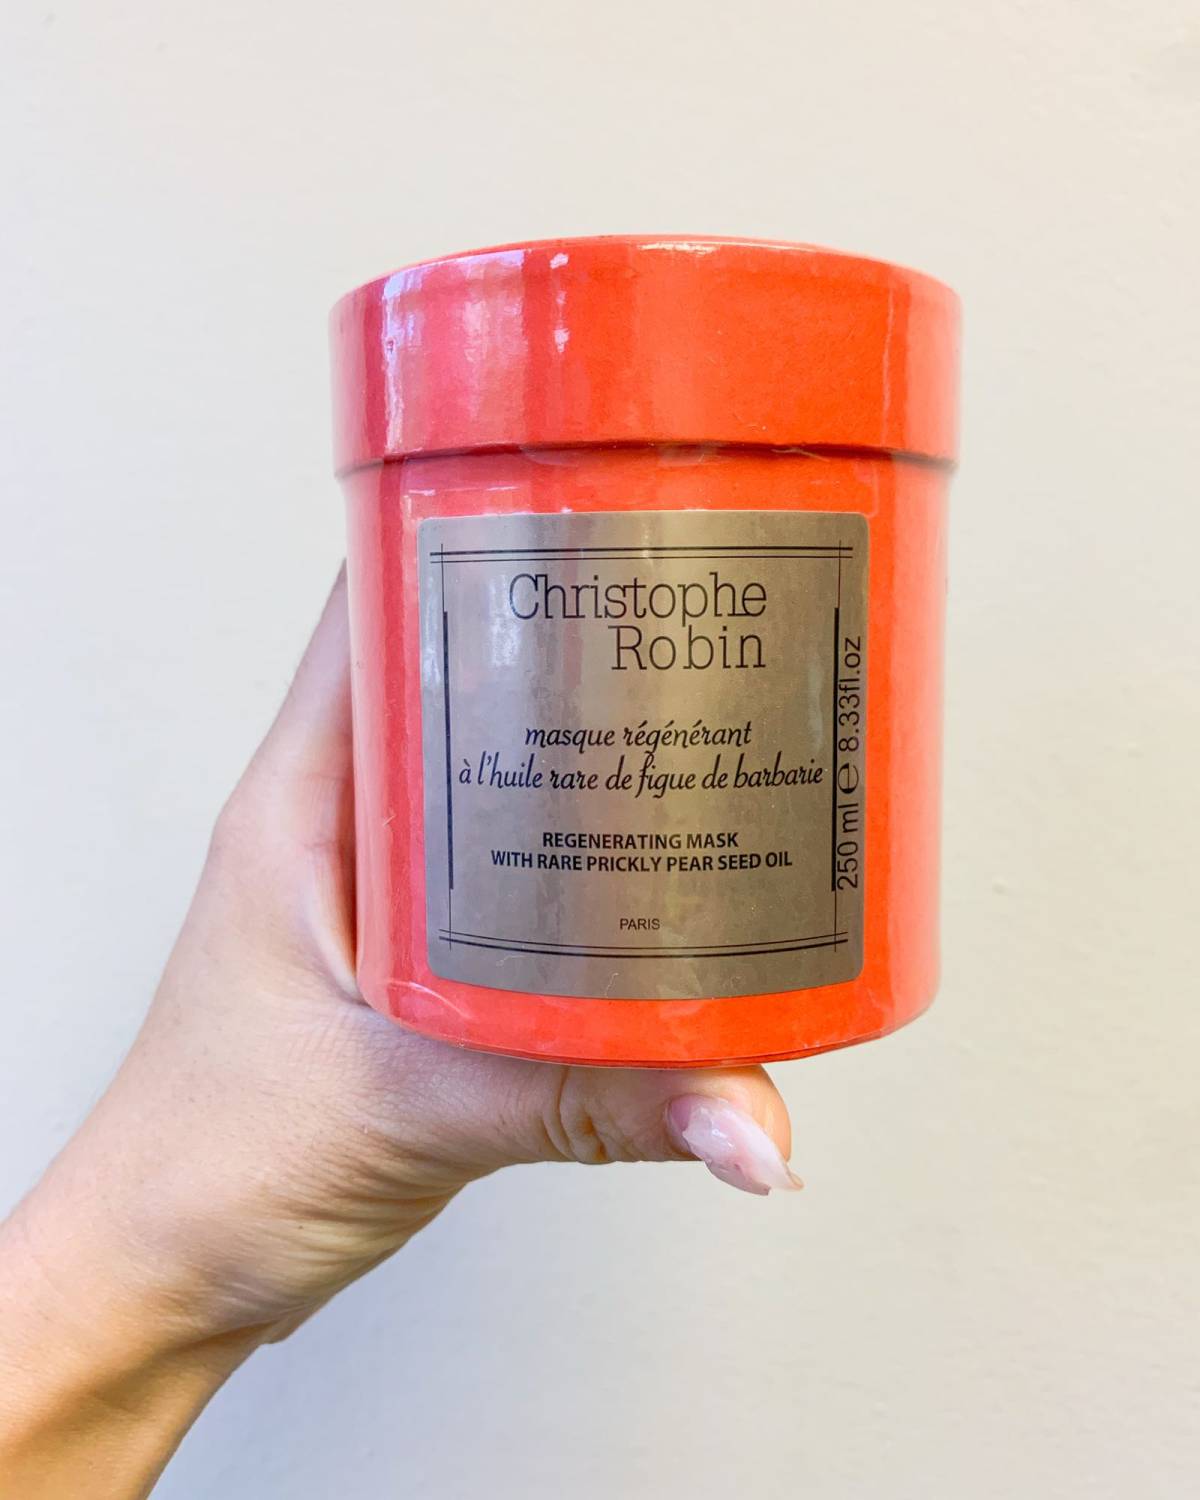 Christophe
Robin
masque régénérant
à l'huile rare de figue de barbarie
REGENERATING MASK
WITH RARE PRICKLY PEAR SEED OIL
PARIS
250 ml ℮ 8.33fl.oz